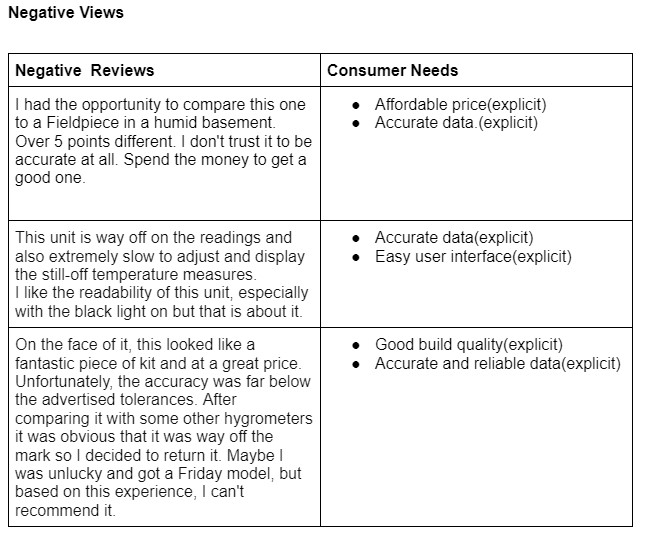 Negative Views
Negative  Reviews
Consumer Needs
I had the opportunity to compare this one
to a Fieldpiece in a humid basement.
Over 5 points different. I don't trust it to be
accurate at all. Spend the money to get a
good one.
● Affordable price(explicit)
● Accurate data.(explicit)
This unit is way off on the readings and
also extremely slow to adjust and display
the still-off temperature measures.
I like the readability of this unit, especially
with the black light on but that is about it.
● Accurate data(explicit)
● Easy user interface(explicit)
On the face of it, this looked like a
fantastic piece of kit and at a great price.
Unfortunately, the accuracy was far below
the advertised tolerances. After
comparing it with some other hygrometers
it was obvious that it was way off the
mark so I decided to return it. Maybe I
was unlucky and got a Friday model, but
based on this experience, I can't
recommend it.
● Good build quality(explicit)
● Accurate and reliable data(explicit)